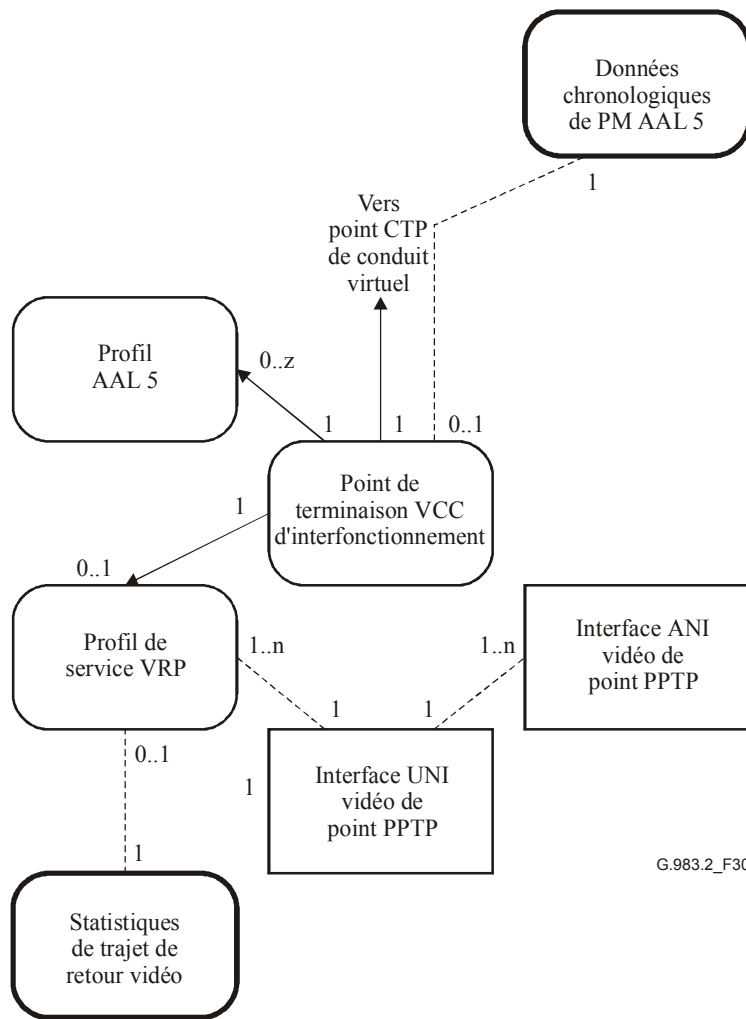 Données
chronologiques
de PM AAL 5
1
Vers
point CTP
de conduit
virtuel
Profil
AAL 5
0..z
1
1
0..1
Point de
terminaison VCC
d'interfonctionnement
1
0..1
Profil de
service VRP
1..n
1..n
Interface ANI
vidéo de
point PPTP
1
1
0..1
1
Interface UNI
vidéo de
point PPTP
1
G.983.2_F30
Statistiques
de trajet de
retour vidéo